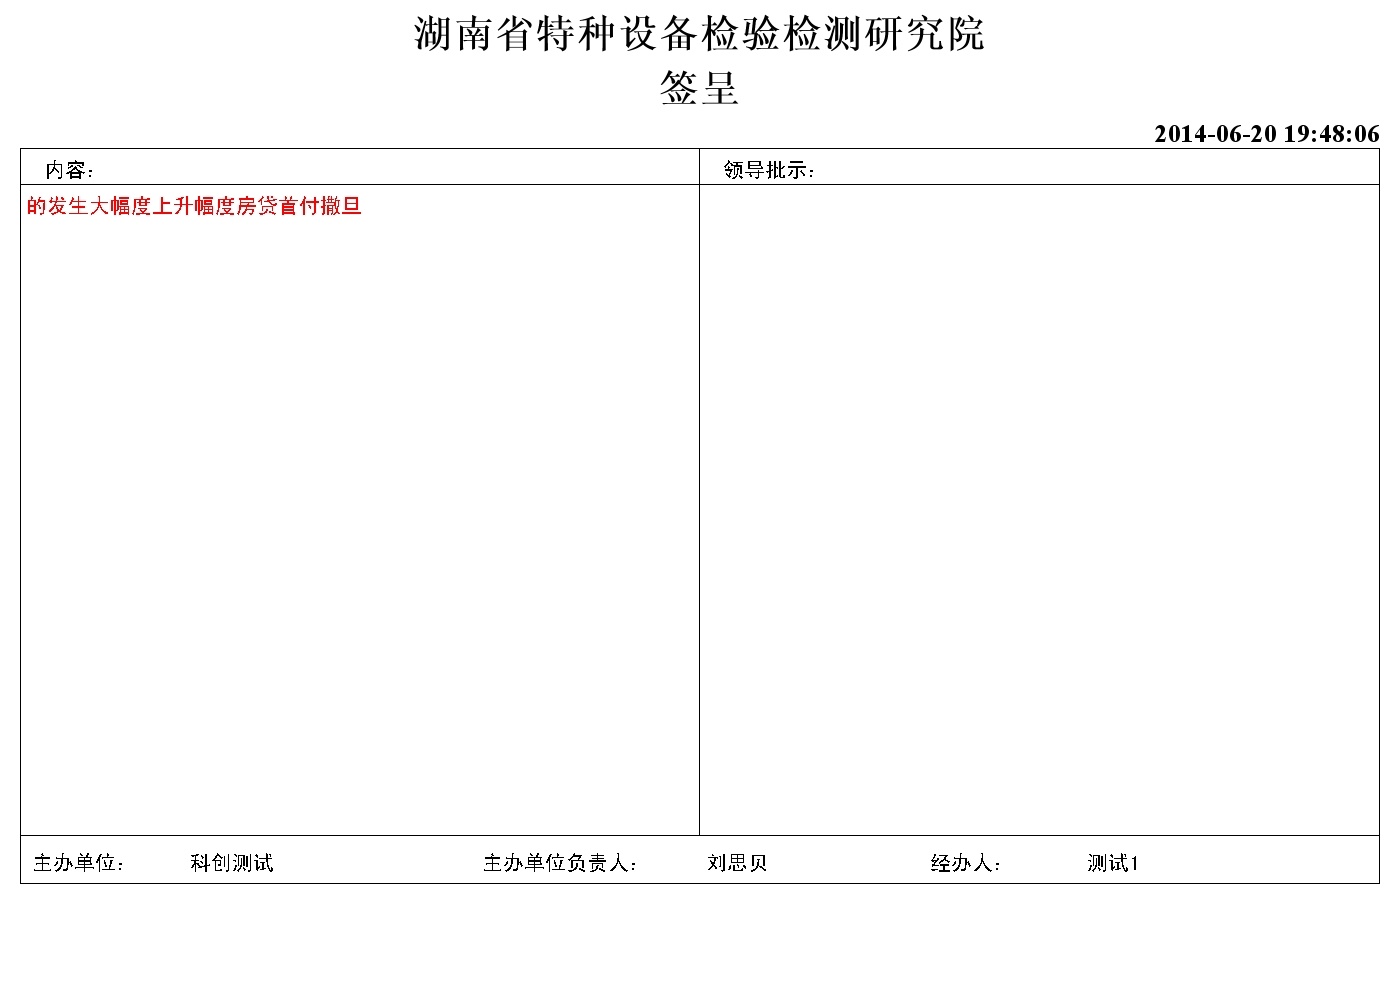 湖南省特种设备检验检测研究院
签呈
2014-06-20 19:48:06
内容： 领导批示：
的发生大幅度上升幅度房贷首付撒旦
主办单位： 科创测试 主办单位负责人： 刘思贝 经办人： 测试1